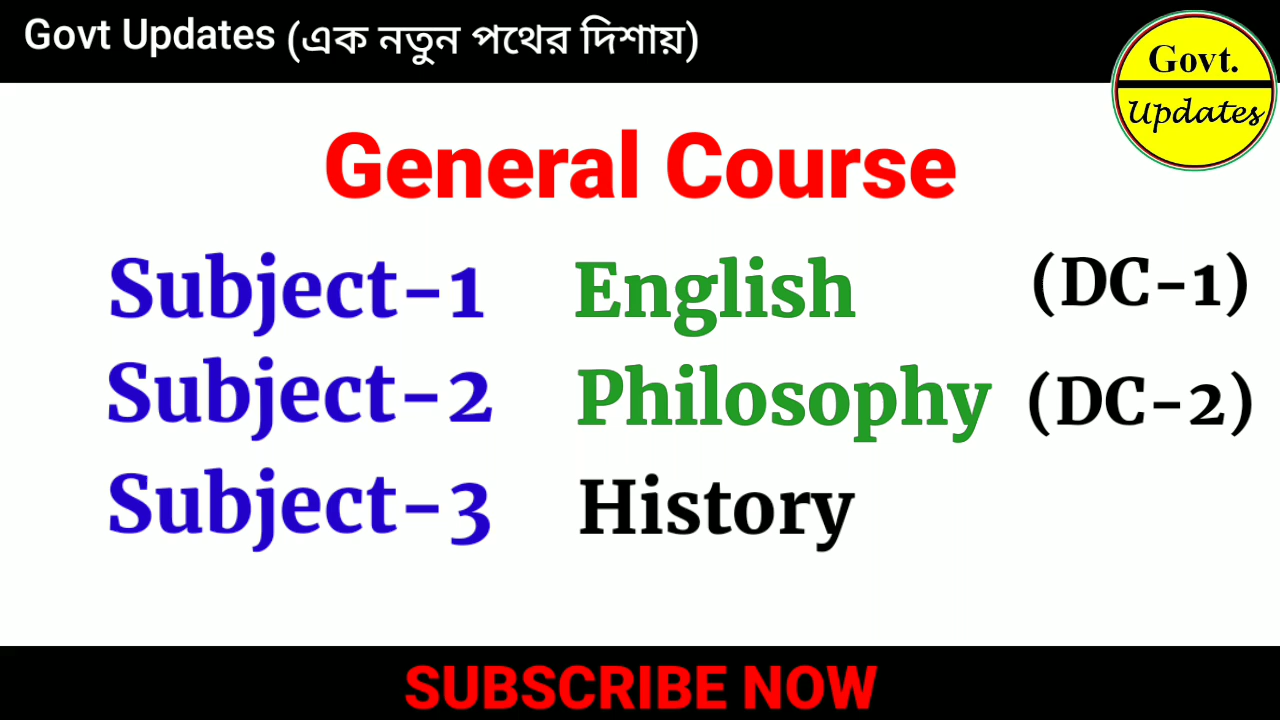 Govt Updates (এক নতুন পথের দিশায়)
Govt.
Updates
General Course
Subject-1 English (DC-1)
Subject-2 Philosophy (DC-2)
Subject-3 History
SUBSCRIBE NOW